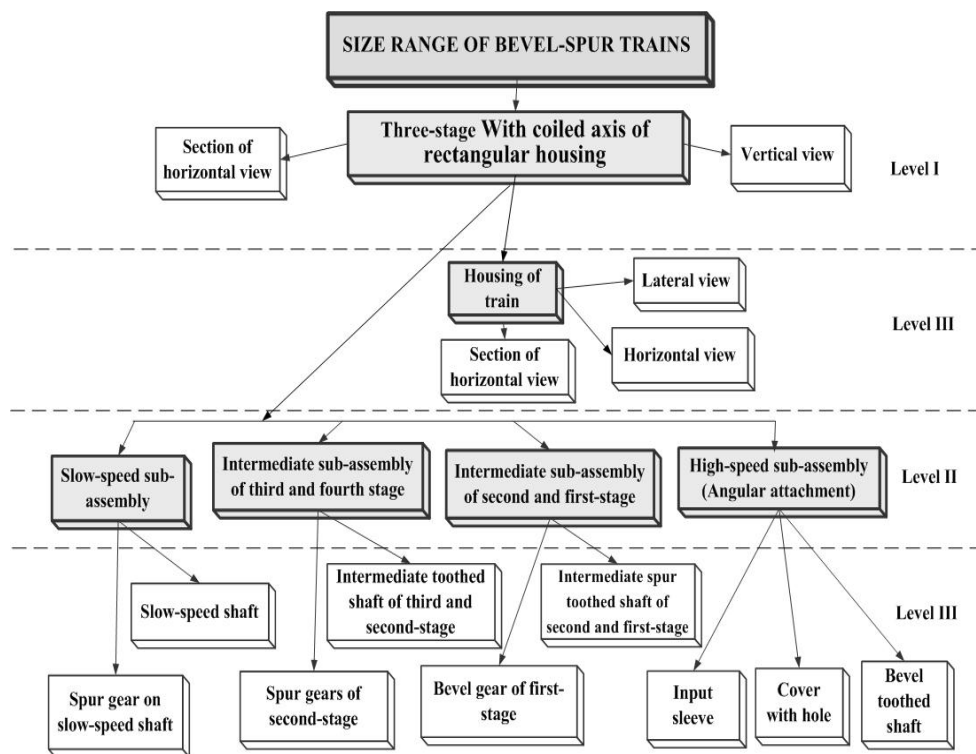 SIZE RANGE OF BEVEL-SPUR TRAINS
Three-stage With coiled axis of
rectangular housing
Section of
horizontal view
Vertical view
Level I
Housing of
train
Lateral view
Level III
Section of
horizontal view
Horizontal view
Slow-speed sub-
assembly
Intermediate sub-assembly
of third and fourth stage
Intermediate sub-assembly
of second and first-stage
High-speed sub-assembly
(Angular attachment)
Level II
Slow-speed shaft
Intermediate toothed
shaft of third and
second-stage
Intermediate spur
toothed shaft of
second and first-stage
Level III
Spur gear on
slow-speed shaft
Spur gears of
second-stage
Bevel gear of first-
stage
Input
sleeve
Cover
with hole
Bevel
toothed
shaft